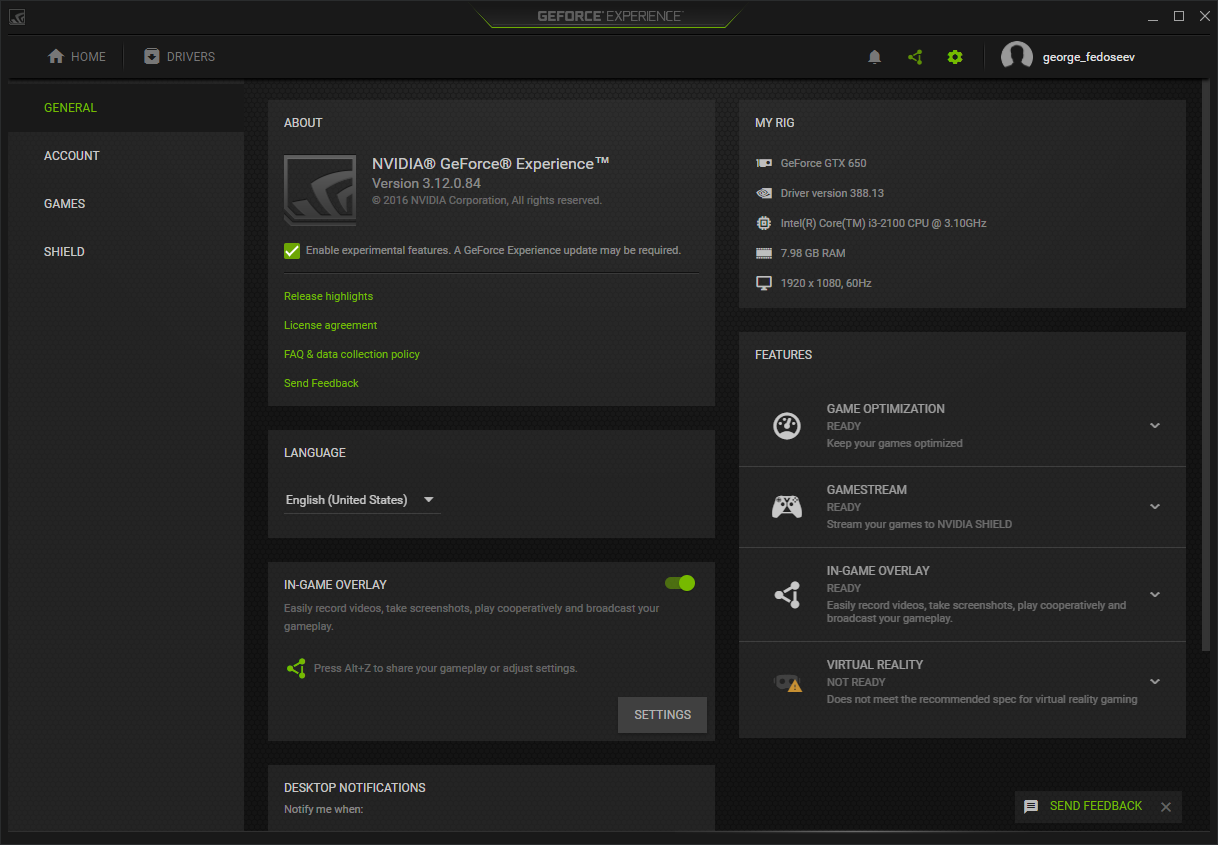 GEFORCE® EXPERIENCE™
HOME
DRIVERS
george_fedoseev
GENERAL
ACCOUNT
GAMES
SHIELD
ABOUT
NVIDIA® GeForce® Experience™
Version 3.12.0.84
© 2016 NVIDIA Corporation, All rights reserved.
Enable experimental features. A GeForce Experience update may be required.
Release highlights
License agreement
FAQ & data collection policy
Send Feedback
LANGUAGE
English (United States)
IN-GAME OVERLAY
Easily record videos, take screenshots, play cooperatively and broadcast your
gameplay.
Press Alt+Z to share your gameplay or adjust settings.
SETTINGS
DESKTOP NOTIFICATIONS
Notify me when:
MY RIG
GeForce GTX 650
Driver version 388.13
Intel(R) Core(TM) i3-2100 CPU @ 3.10GHz
7.98 GB RAM
1920 x 1080, 60Hz
FEATURES
GAME OPTIMIZATION
READY
Keep your games optimized
GAMESTREAM
READY
Stream your games to NVIDIA SHIELD
IN-GAME OVERLAY
READY
Easily record videos, take screenshots, play cooperatively and
broadcast your gameplay.
VIRTUAL REALITY
NOT READY
Does not meet the recommended spec for virtual reality gaming
SEND FEEDBACK